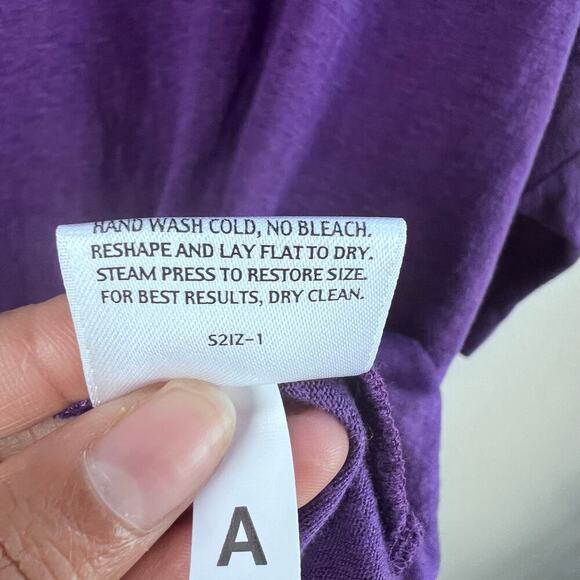 HAND WASH COLD, NO BLEACH.
RESHAPE AND LAY FLAT TO DRY.
STEAM PRESS TO RESTORE SIZE.
FOR BEST RESULTS, DRY CLEAN.
S2IZ-1
A